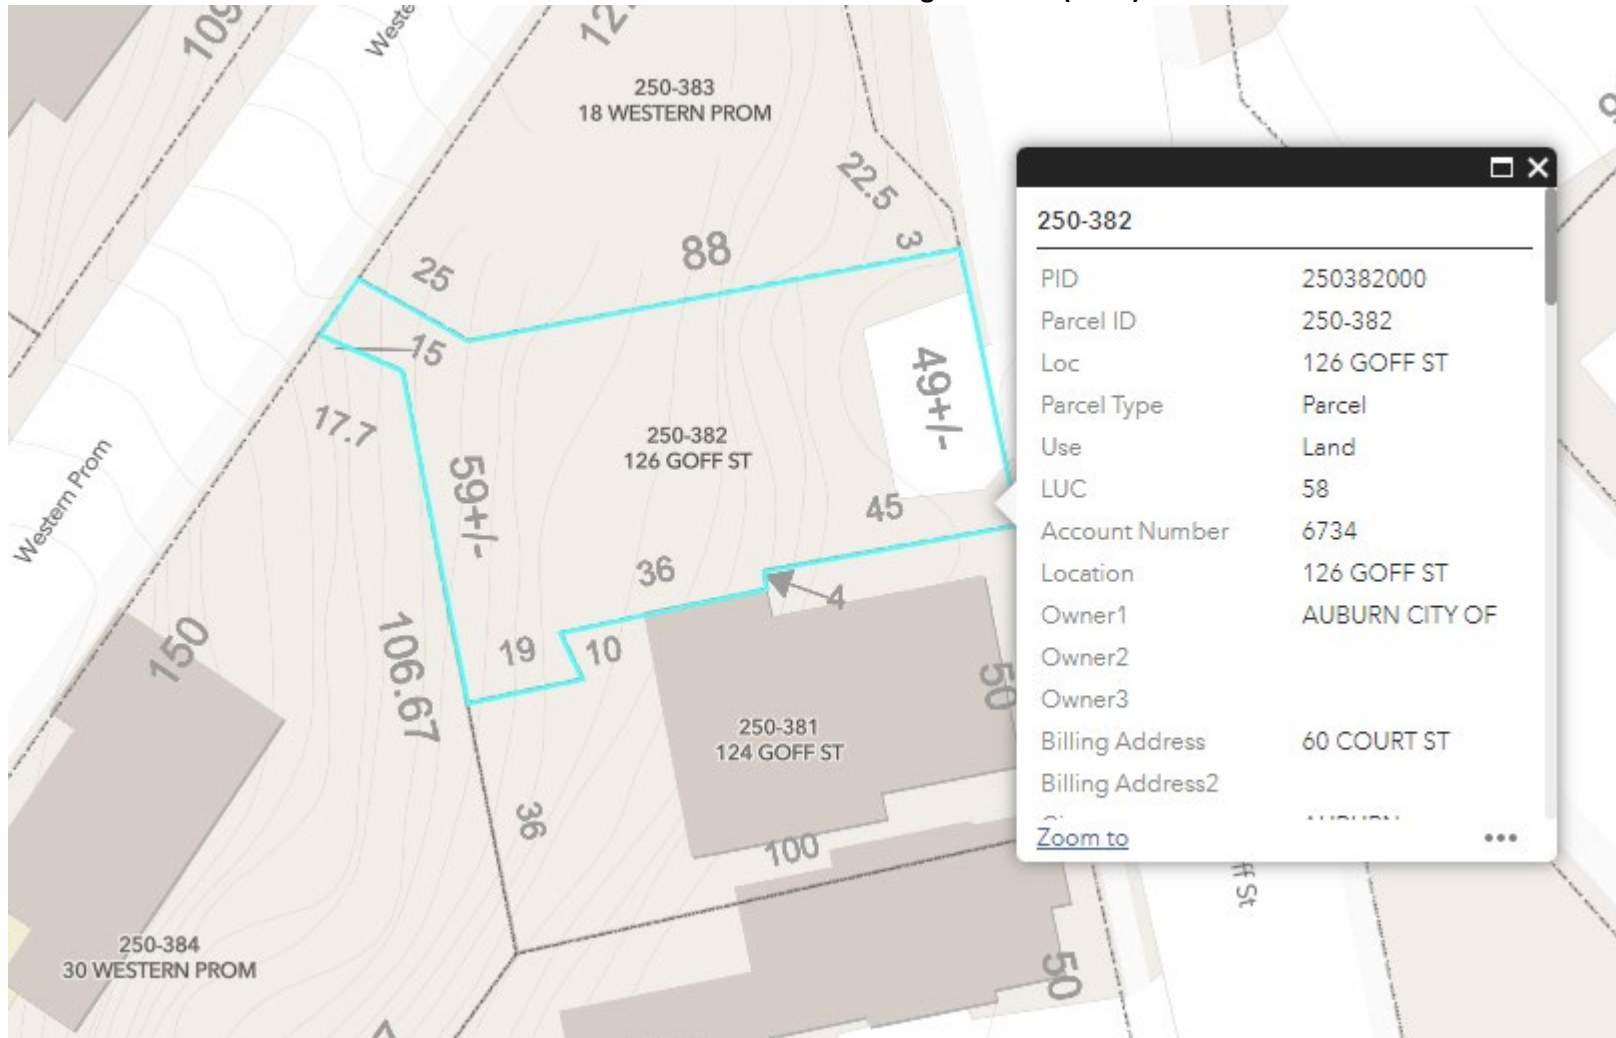 109
Weste
250-383
18 WESTERN PROM
22.5
3
88
25
15
17.7
49+/-
250-382
126 GOFF ST
59+/-
45
36
4
19
10
Western Prom
150
106.67
50
250-381
124 GOFF ST
36
100
250-384
30 WESTERN PROM
50
ff St
250-382
PID 250382000
Parcel ID 250-382
Loc 126 GOFF ST
Parcel Type Parcel
Use Land
LUC 58
Account Number 6734
Location 126 GOFF ST
Owner1 AUBURN CITY OF
Owner2
Owner3
Billing Address 60 COURT ST
Billing Address2
Zoom to